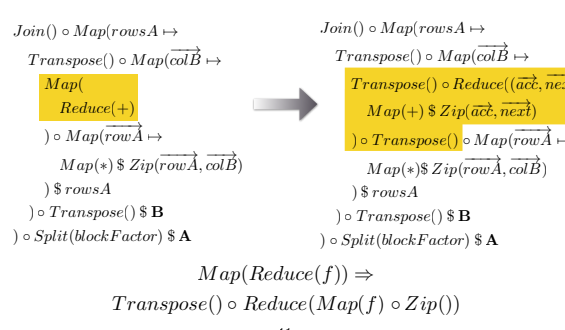 Join() ∘ Map(rowsA ↦
Transpose() ∘ Map(colB⃗ ↦
Map(
Reduce(+)
) ∘ Map(rowA⃗ ↦
Map(∗) $ Zip(rowA⃗, colB⃗)
) $ rowsA
) ∘ Transpose() $ B
) ∘ Split(blockFactor) $ A
Join() ∘ Map(rowsA ↦
Transpose() ∘ Map(colB⃗ ↦
Transpose() ∘ Reduce((acc⃗,
Map(+) $ Zip(acc⃗, next⃗)
) ∘ Transpose() ∘ Map(rowA⃗ ↦
Map(∗)$ Zip(rowA⃗, colB⃗)
) $ rowsA
) ∘ Transpose() $ B
) ∘ Split(blockFactor) $ A
Map(Reduce(f)) ⇒
Transpose() ∘ Reduce(Map(f) ∘ Zip())